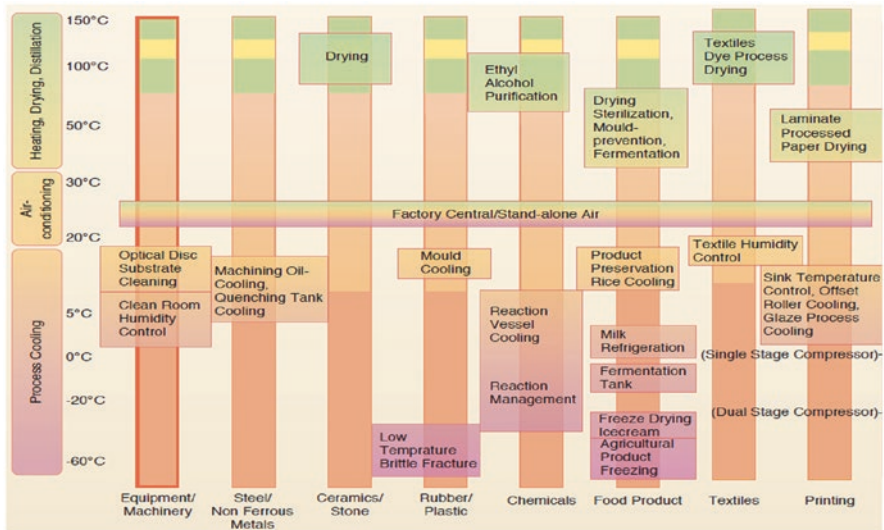 150°C
100°C
50°C
30°C
20°C
5°C
0°C
-20°C
-60°C
Heating, Drying, Distillation
Air-
conditioning
Process Cooling
Drying
Ethyl
Alcohol
Purification
Drying
Sterilization,
Mould-
prevention,
Fermentation
Textiles
Dye Process
Drying
Laminate
Processed
Paper Drying
Factory Central/Stand-alone Air
Optical Disc
Substrate
Cleaning
Clean Room
Humidity
Control
Machining Oil-
Cooling,
Quenching Tank
Cooling
Mould
Cooling
Reaction
Vessel
Cooling
Reaction
Management
Low
Temprature
Brittle Fracture
Product
Preservation
Rice Cooling
Milk
Refrigeration
Fermentation
Tank
Freeze Drying
Icecream
Agricultural
Product
Freezing
Textile Humidity
Control
Sink Temperature
Control, Offset
Roller Cooling,
Glaze Process
Cooling
(Single Stage Compressor)-
(Dual Stage Compressor)-
Equipment/
Machinery
Steel/
Non Ferrous
Metals
Ceramics/
Stone
Rubber/
Plastic
Chemicals
Food Product
Textiles
Printing